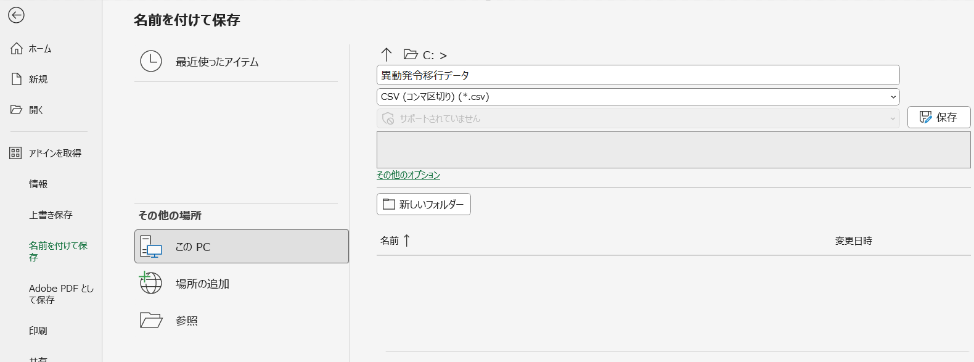 名前を付けて保存
ホーム
新規
開く
アドインを取得
情報
上書き保存
名前を付けて保
存
Adobe PDF とし
て保存
印刷
共有
最近使ったアイテム
その他の場所
この PC
場所の追加
参照
C: >
異動発令移行データ
CSV (コンマ区切り) (*.csv)
サポートされていません
保存
その他のオプション
新しいフォルダー
名前 ↑
変更日時